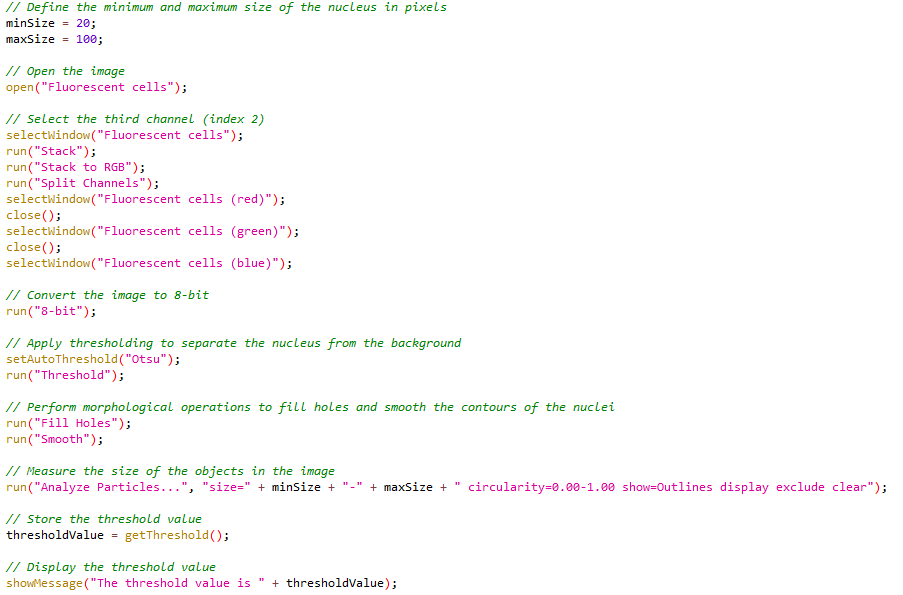 // Define the minimum and maximum size of the nucleus in pixels
minSize = 20;
maxSize = 100;
// Open the image
open("Fluorescent cells");
// Select the third channel (index 2)
selectWindow("Fluorescent cells");
run("Stack");
run("Stack to RGB");
run("Split Channels");
selectWindow("Fluorescent cells (red)");
close();
selectWindow("Fluorescent cells (green)");
close();
selectWindow("Fluorescent cells (blue)");
// Convert the image to 8-bit
run("8-bit");
// Apply thresholding to separate the nucleus from the background
setAutoThreshold("Otsu");
run("Threshold");
// Perform morphological operations to fill holes and smooth the contours of the nuclei
run("Fill Holes");
run("Smooth");
// Measure the size of the objects in the image
run("Analyze Particles...", "size=" + minSize + "-" + maxSize + " circularity=0.00-1.00 show=Outlines display exclude clear");
// Store the threshold value
thresholdValue = getThreshold();
// Display the threshold value
showMessage("The threshold value is " + thresholdValue);